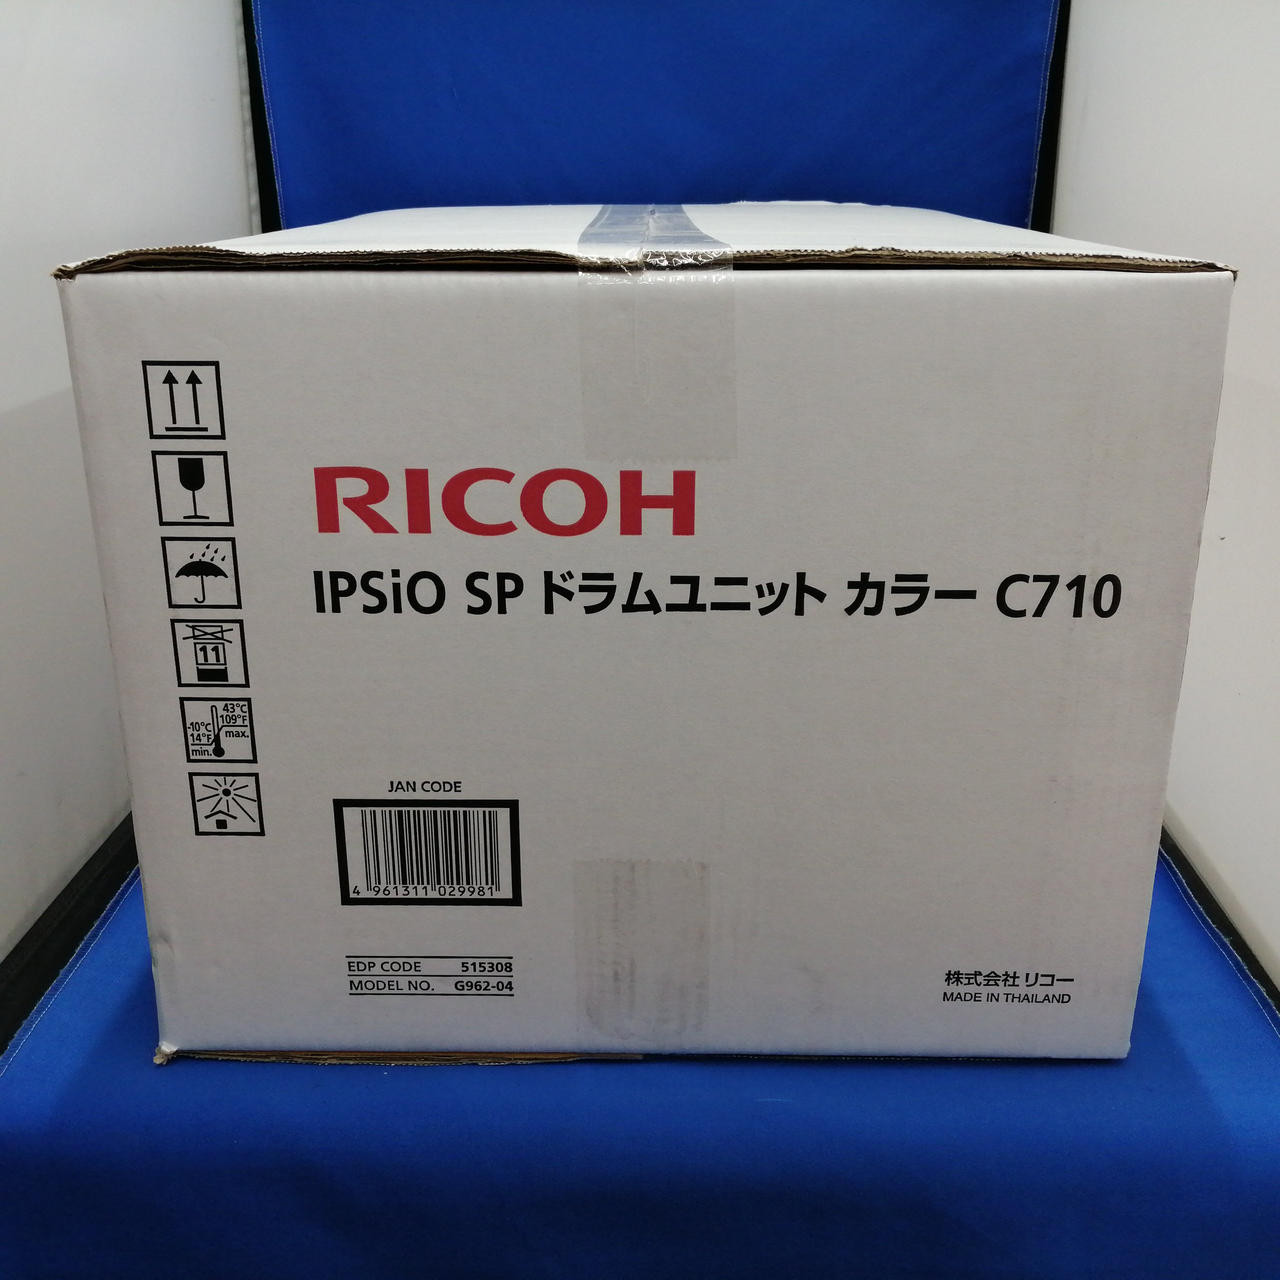 RICOH
IPSiO SP ドラムユニット カラー C710
11
43°C
109°F
max.
-10°C
14°F
min.
JAN CODE
4 961311 029981
EDP CODE 515308
MODEL NO. G962-04
株式会社 リコー
MADE IN THAILAND